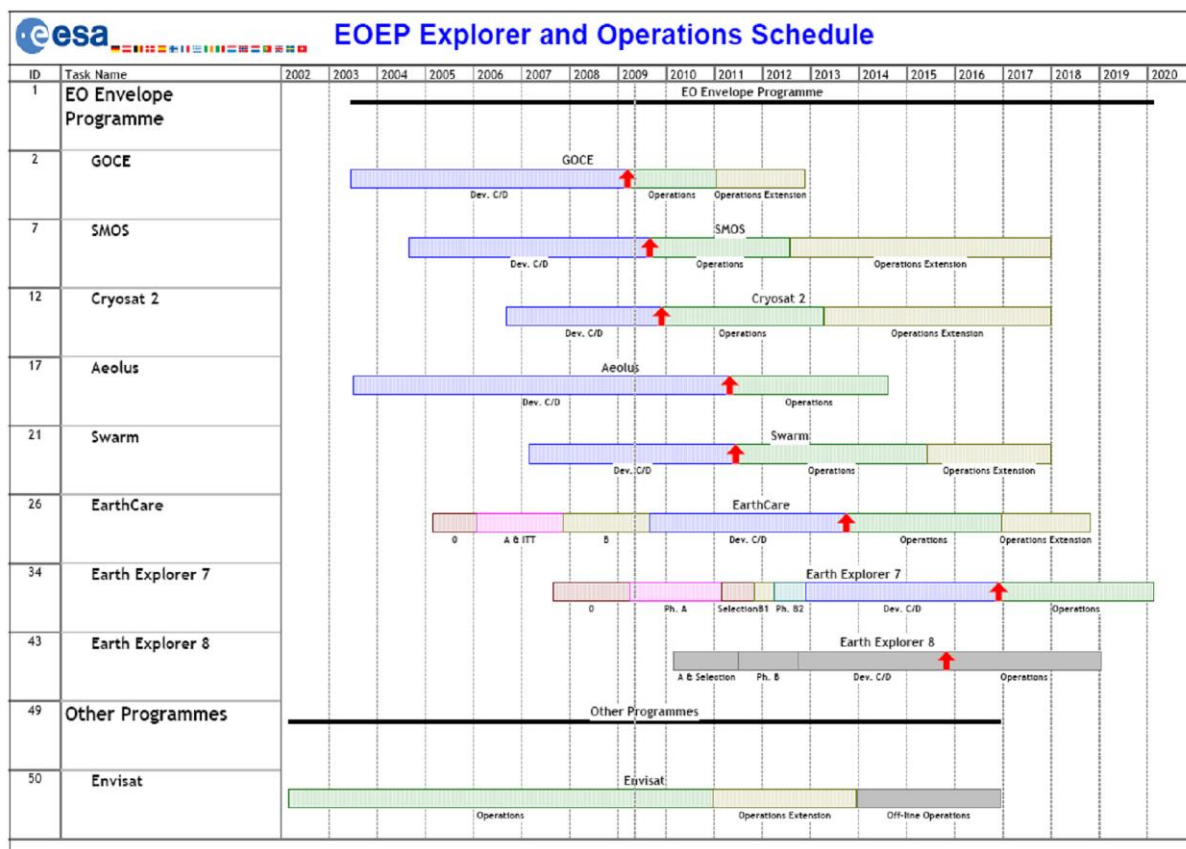 esa
EOEP Explorer and Operations Schedule
ID Task Name 2002 2003 2004 2005 2006 2007 2008 2009 2010 2011 2012 2013 2014 2015 2016 2017 2018 2019 2020
1 EO Envelope
Programme
EO Envelope Programme
2 GOCE
GOCE
Dev. C/D Operations Operations Extension
7 SMOS
SMOS
Dev. C/D Operations Operations Extension
12 Cryosat 2
Cryosat 2
Dev. C/D Operations Operations Extension
17 Aeolus
Aeolus
Dev. C/D Operations
21 Swarm
Swarm
Dev. C/D Operations Operations Extension
26 EarthCare
EarthCare
0 A & ITT B Dev. C/D Operations Operations Extension
34 Earth Explorer 7
Earth Explorer 7
0 Ph. A Selection B1 Ph. B2 Dev. C/D Operations
43 Earth Explorer 8
Earth Explorer 8
A & Selection Ph. B Dev. C/D Operations
49 Other Programmes
Other Programmes
50 Envisat
Envisat
Operations Operations Extension Off-line Operations